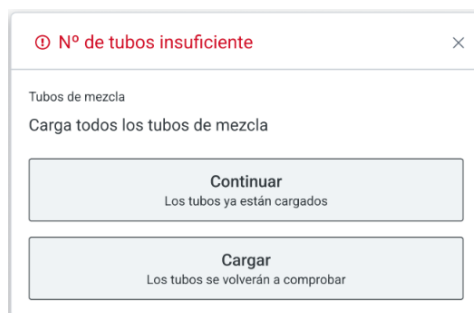 Nº de tubos insuficiente
Tubos de mezcla
Carga todos los tubos de mezcla
Continuar
Los tubos ya están cargados
Cargar
Los tubos se volverán a comprobar